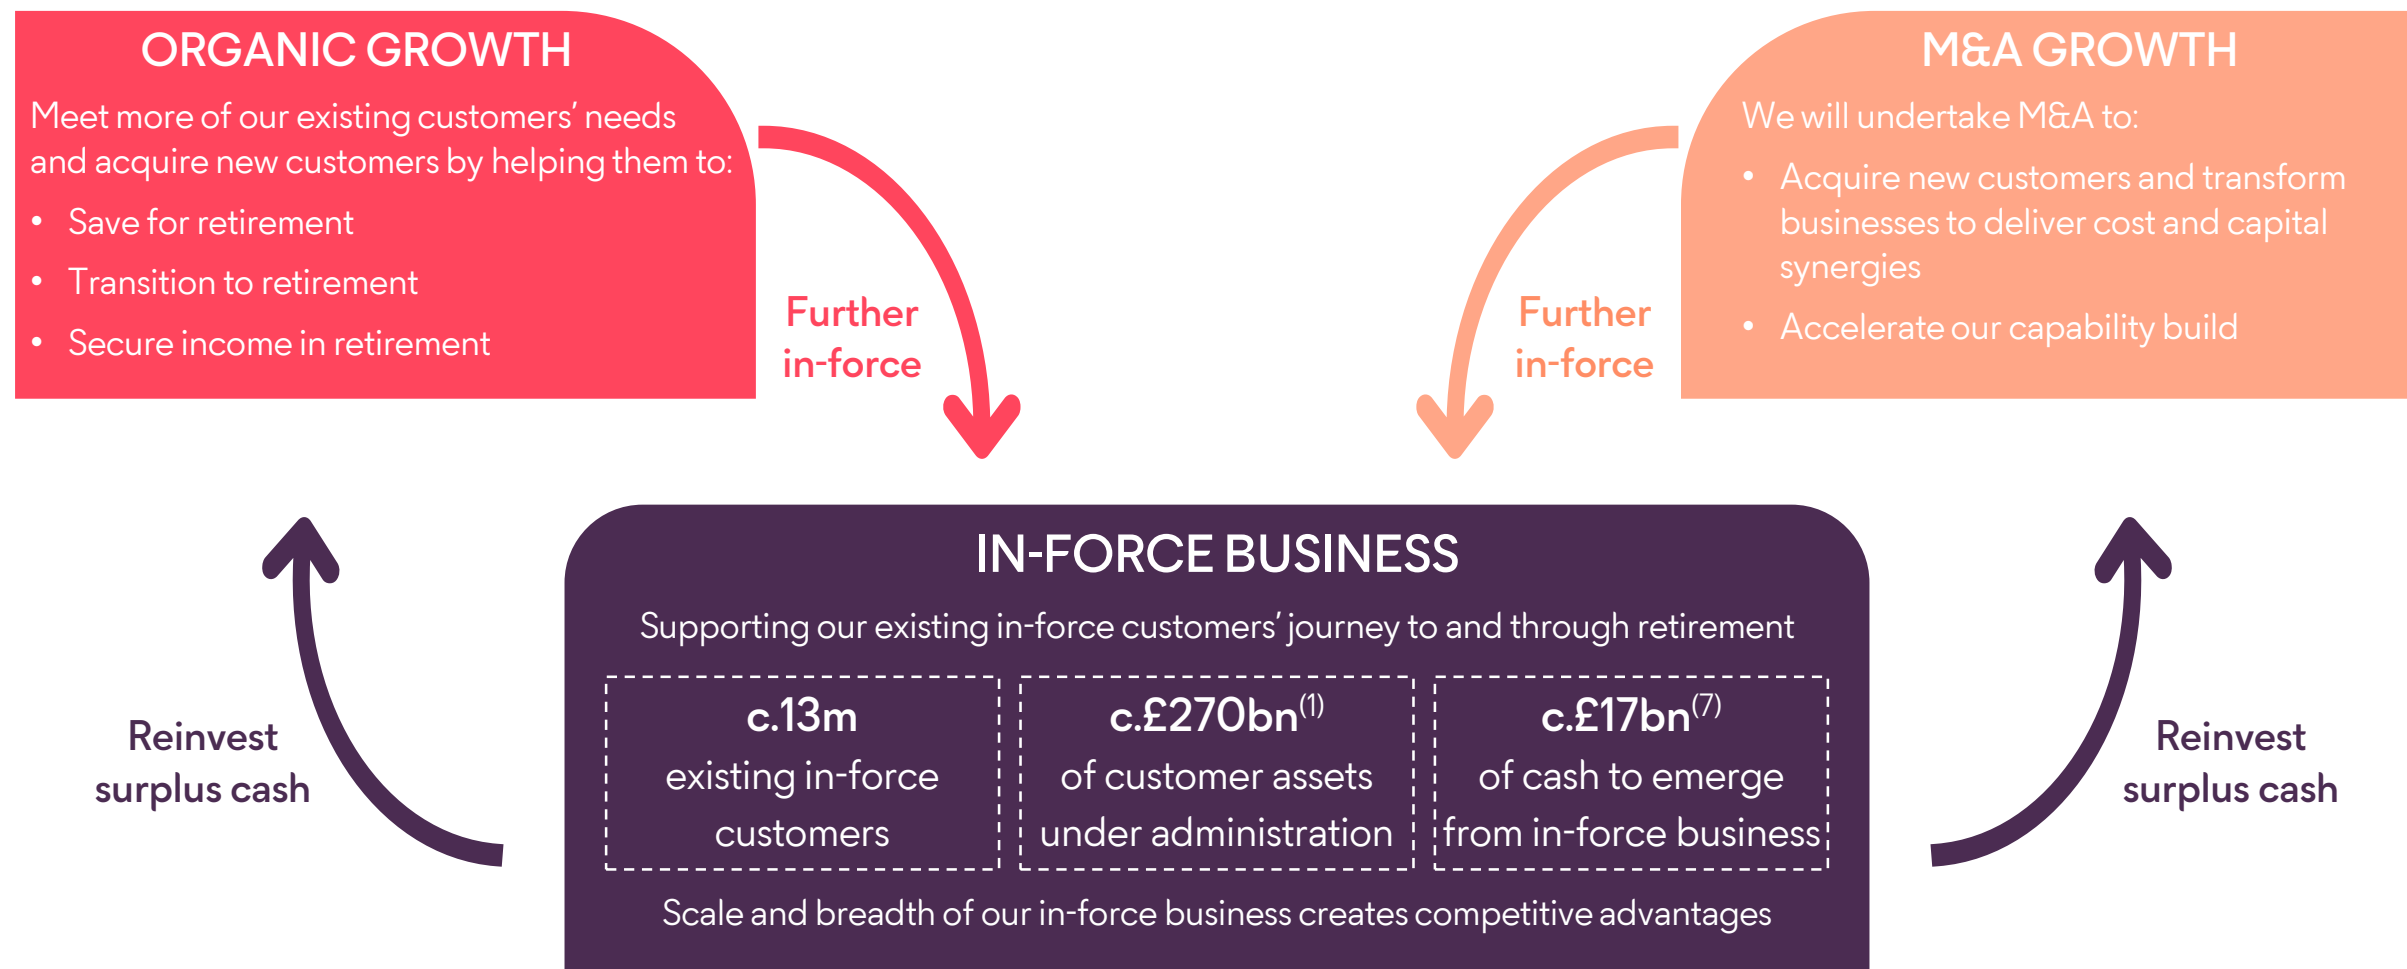 ORGANIC GROWTH
Meet more of our existing customers’ needs
and acquire new customers by helping them to:
• Save for retirement
• Transition to retirement
• Secure income in retirement
Further
in-force
M&A GROWTH
We will undertake M&A to:
• Acquire new customers and transform
businesses to deliver cost and capital
synergies
• Accelerate our capability build
Further
in-force
Reinvest
surplus cash
IN-FORCE BUSINESS
Supporting our existing in-force customers’ journey to and through retirement
c.13m
existing in-force
customers
c.£270bn(1)
of customer assets
under administration
c.£17bn(7)
of cash to emerge
from in-force business
Scale and breadth of our in-force business creates competitive advantages
Reinvest
surplus cash